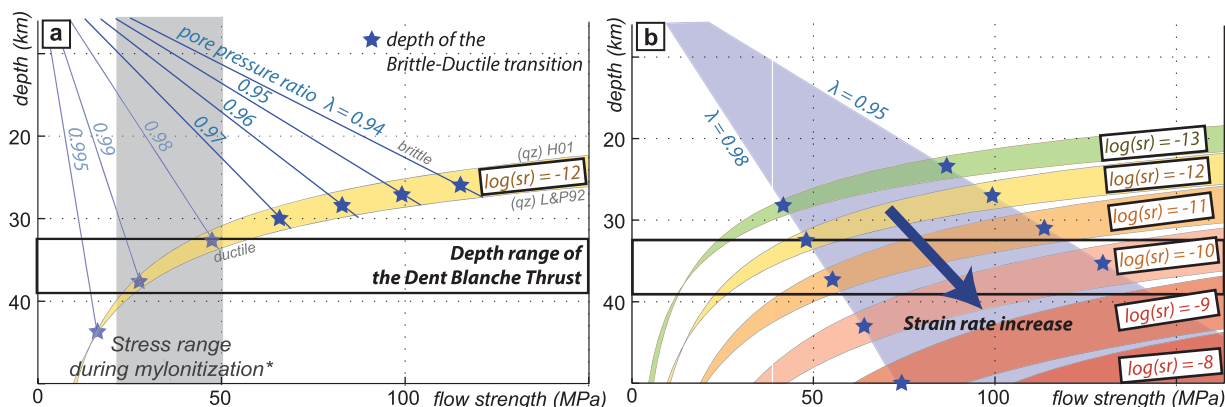 a
depth (km)
pore pressure ratio λ = 0.94
0.95
0.96
0.97
0.98
0.99
0.995
★ depth of the
Brittle-Ductile transition
20
30
40
brittle
ductile
(qz) H01
log(sr) = -12
(qz) L&P92
Depth range of
the Dent Blanche Thrust
Stress range
during mylonitization*
0
50
100
flow strength (MPa)
b
depth (km)
λ = 0.95
λ = 0.98
20
30
40
log(sr) = -13
log(sr) = -12
log(sr) = -11
log(sr) = -10
log(sr) = -9
log(sr) = -8
Strain rate increase
0
50
100
flow strength (MPa)